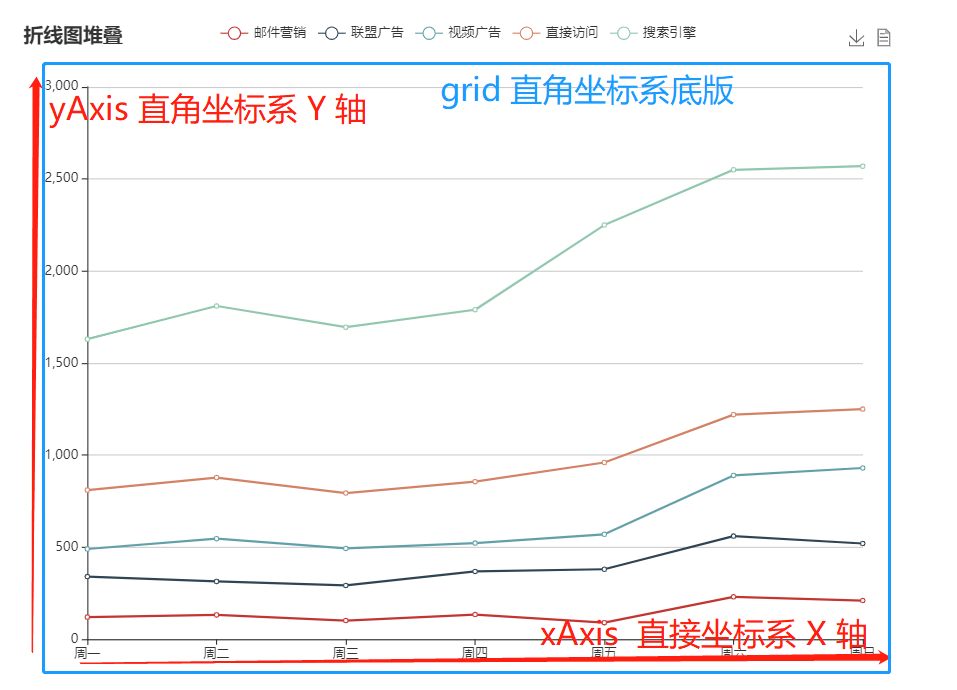 折线图堆叠
邮件营销 联盟广告 视频广告 直接访问 搜索引擎
grid 直角坐标系底版
yAxis 直角坐标系 Y 轴
3,000
2,500
2,000
1,500
1,000
500
0
xAxis 直接坐标系 X 轴
周一 周二 周三 周四 周五 周六 周日